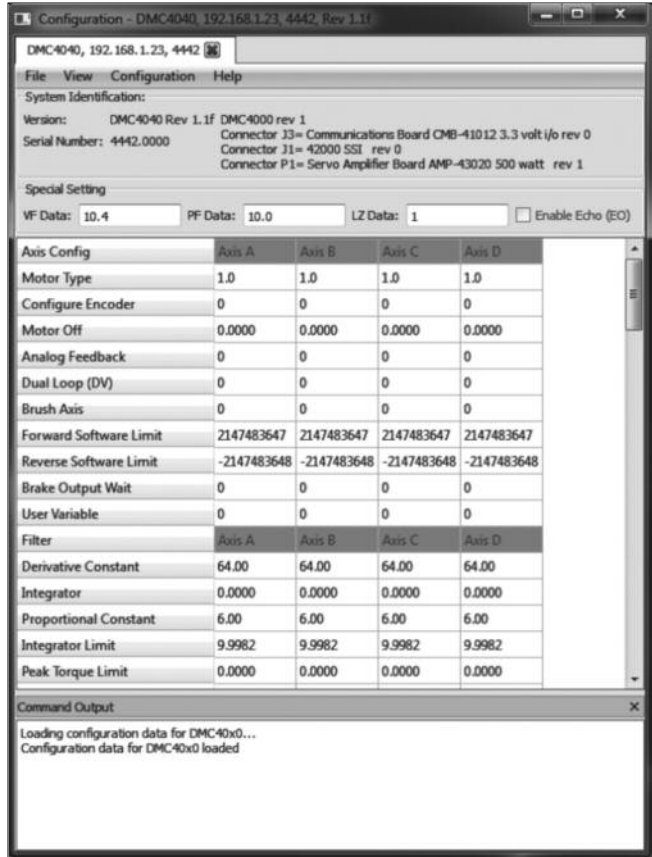 Configuration - DMC4040, 192.168.1.23, 4442, Rev 1.1f
DMC4040, 192.168.1.23, 4442
File View Configuration Help
System Identification:
Version: DMC4040 Rev 1.1f DMC4000 rev 1
Serial Number: 4442.0000
Connector J3= Communications Board CMB-41012 3.3 volt i/o rev 0
Connector J1= 42000 SSI rev 0
Connector P1= Servo Amplifier Board AMP-43020 500 watt rev 1
Special Setting
VF Data: 10.4 PF Data: 10.0 LZ Data: 1 Enable Echo (EO)
Axis Config Axis A Axis B Axis C Axis D
Motor Type 1.0 1.0 1.0 1.0
Configure Encoder 0 0 0 0
Motor Off 0.0000 0.0000 0.0000 0.0000
Analog Feedback 0 0 0 0
Dual Loop (DV) 0 0 0 0
Brush Axis 0 0 0 0
Forward Software Limit 2147483647 2147483647 2147483647 2147483647
Reverse Software Limit -2147483648 -2147483648 -2147483648 -2147483648
Brake Output Wait 0 0 0 0
User Variable 0 0 0 0
Filter Axis A Axis B Axis C Axis D
Derivative Constant 64.00 64.00 64.00 64.00
Integrator 0.0000 0.0000 0.0000 0.0000
Proportional Constant 6.00 6.00 6.00 6.00
Integrator Limit 9.9982 9.9982 9.9982 9.9982
Peak Torque Limit 0.0000 0.0000 0.0000 0.0000
Command Output
Loading configuration data for DMC40x0...
Configuration data for DMC40x0 loaded